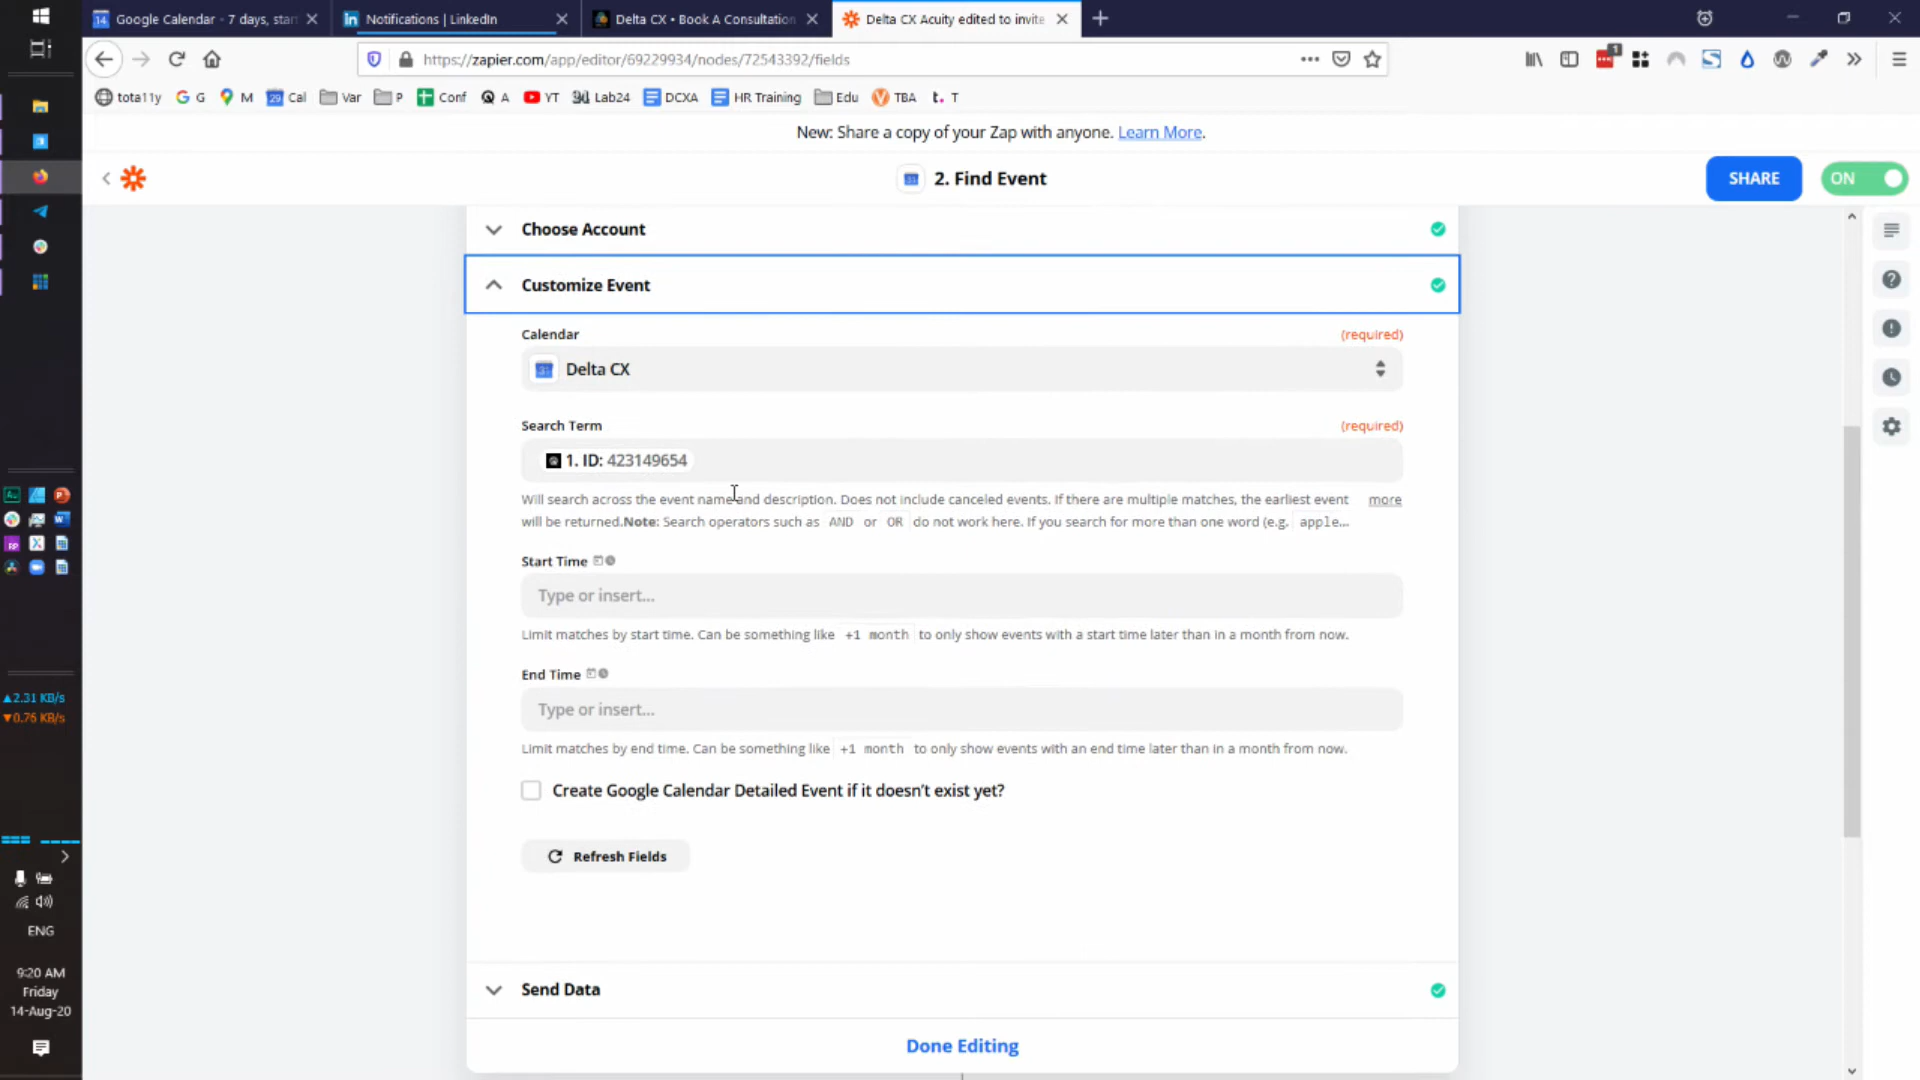 Google Calendar - 7 days, star
Notifications | LinkedIn
Delta CX • Book A Consultation
Delta CX Acuity edited to invite
https://zapier.com/app/editor/69229934/nodes/72543392/fields
1
tota11y
G
M
Cal
Var
P
Conf
A
YT
Lab24
DCXA
HR Training
Edu
TBA
T
New: Share a copy of your Zap with anyone. Learn More.
2. Find Event
SHARE
ON
Choose Account
Customize Event
Calendar
(required)
Delta CX
Search Term
(required)
1. ID: 423149654
Will search across the event name and description. Does not include canceled events. If there are multiple matches, the earliest event more
will be returned.Note: Search operators such as AND or OR do not work here. If you search for more than one word (e.g. apple...
Start Time
Type or insert...
Limit matches by start time. Can be something like +1 month to only show events with a start time later than in a month from now.
End Time
Type or insert...
Limit matches by end time. Can be something like +1 month to only show events with an end time later than in a month from now.
Create Google Calendar Detailed Event if it doesn't exist yet?
Refresh Fields
Send Data
Done Editing
2.31 KB/s
0.76 KB/s
ENG
9:20 AM
Friday
14-Aug-20